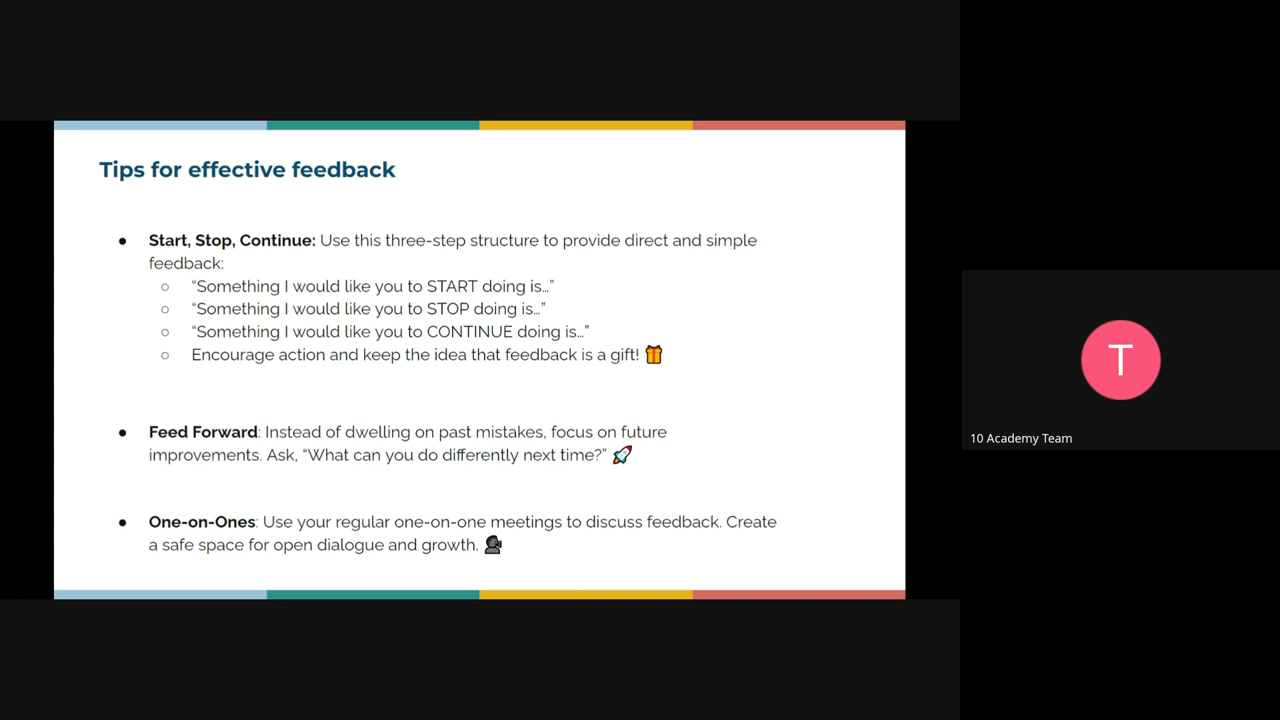 Tips for effective feedback
● Start, Stop, Continue: Use this three-step structure to provide direct and simple
feedback:
○ “Something I would like you to START doing is…”
○ “Something I would like you to STOP doing is…”
○ “Something I would like you to CONTINUE doing is…”
○ Encourage action and keep the idea that feedback is a gift! 🎁
● Feed Forward: Instead of dwelling on past mistakes, focus on future
improvements. Ask, “What can you do differently next time?” 🚀
● One-on-Ones: Use your regular one-on-one meetings to discuss feedback. Create
a safe space for open dialogue and growth. 🗣
T
10 Academy Team